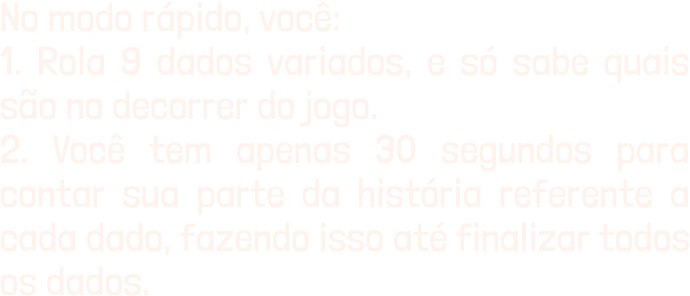 No modo rápido, você:
1. Rola 9 dados variados, e só sabe quais
são no decorrer do jogo.
2. Você tem apenas 30 segundos para
contar sua parte da história referente a
cada dado, fazendo isso até finalizar todos
os dados.